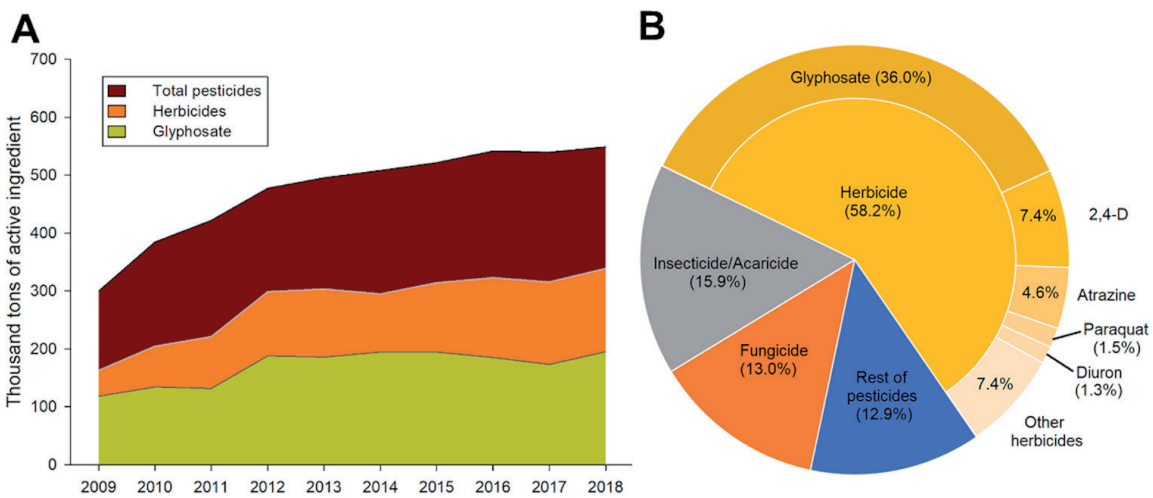 A
Thousand tons of active ingredient
700
600
500
400
300
200
100
0
Total pesticides
Herbicides
Glyphosate
2009 2010 2011 2012 2013 2014 2015 2016 2017 2018
B
Glyphosate (36.0%)
Herbicide
(58.2%)
7.4%
2,4-D
Insecticide/Acaricide
(15.9%)
4.6%
Atrazine
Paraquat
(1.5%)
Diuron
(1.3%)
Fungicide
(13.0%)
Rest of
pesticides
(12.9%)
7.4%
Other
herbicides